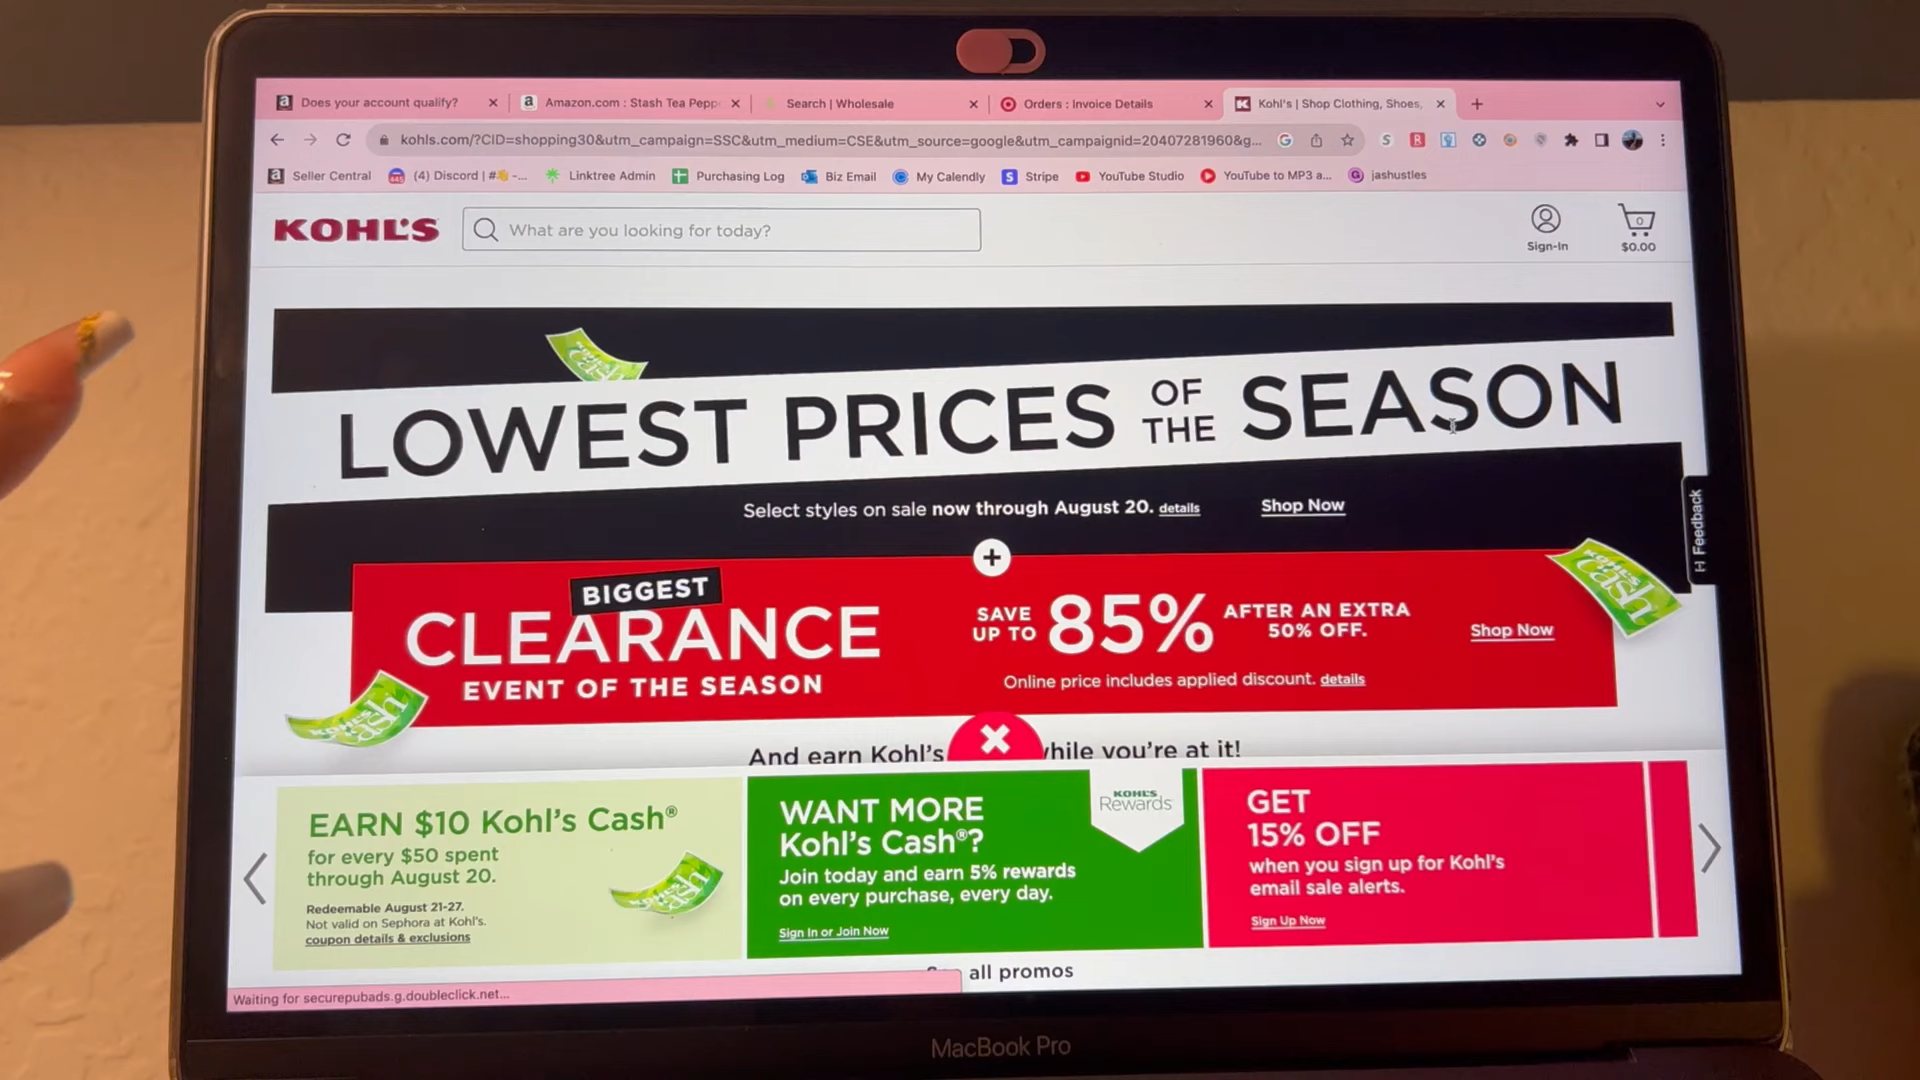 Does your account qualify?
Amazon.com : Stash Tea Pepp
Search | Wholesale
Orders : Invoice Details
Kohl's | Shop Clothing, Shoes,
kohls.com/?CID=shopping30&utm_campaign=SSC&utm_medium=CSE&utm_source=google&utm_campaignid=20407281960&g...
Seller Central
(4) Discord | #👋 -...
Linktree Admin
Purchasing Log
Biz Email
My Calendly
Stripe
YouTube Studio
YouTube to MP3 a...
jashustles
KOHL'S
What are you looking for today?
Sign-In
0
$0.00
LOWEST PRICES OF THE SEASON
Select styles on sale now through August 20. details
Shop Now
Feedback
BIGGEST
CLEARANCE
EVENT OF THE SEASON
SAVE UP TO 85% AFTER AN EXTRA 50% OFF.
Online price includes applied discount. details
Shop Now
KOHL'S Cash
And earn Kohl's
while you're at it!
EARN $10 Kohl's Cash®
for every $50 spent
through August 20.
Redeemable August 21-27.
Not valid on Sephora at Kohl's.
coupon details & exclusions
WANT MORE
Kohl's Cash®?
Join today and earn 5% rewards
on every purchase, every day.
Sign In or Join Now
KOHL'S
Rewards
GET
15% OFF
when you sign up for Kohl's
email sale alerts.
Sign Up Now
all promos
Waiting for securepubads.g.doubleclick.net...
MacBook Pro